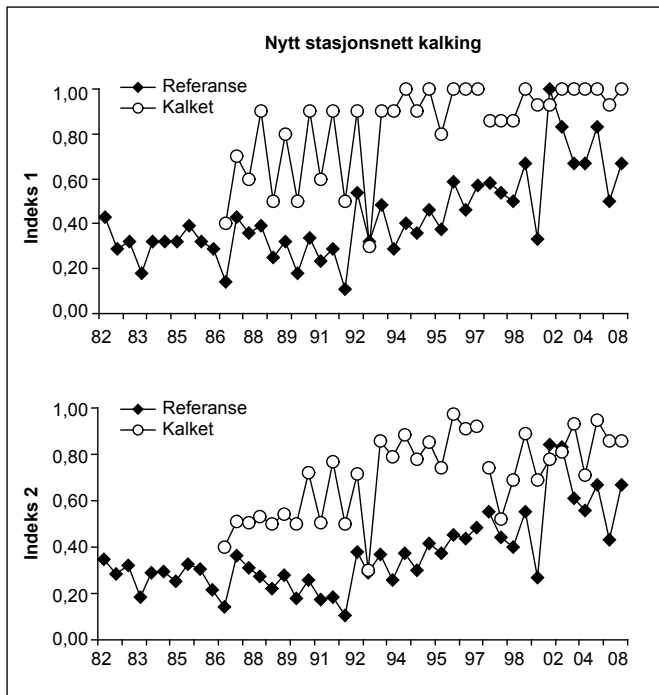 Nytt stasjonsnett kalking
Referanse
Kalket
Indeks 1
1,00
0,80
0,60
0,40
0,20
0,00
82 83 85 86 88 89 91 92 94 95 97 98 02 04 08
Referanse
Kalket
Indeks 2
1,00
0,80
0,60
0,40
0,20
0,00
82 83 85 86 88 89 91 92 94 95 97 98 02 04 08